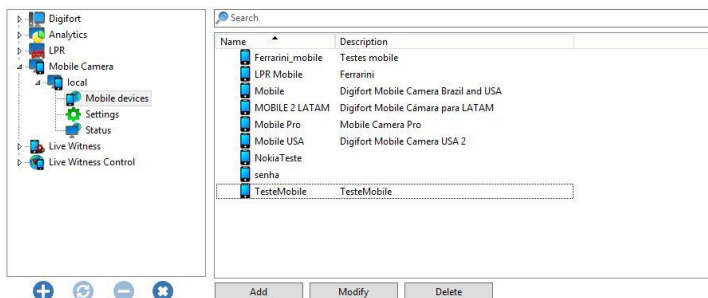 Digifort
Analytics
LPR
Mobile Camera
local
Mobile devices
Settings
Status
Live Witness
Live Witness Control
Search
Name Description
Ferrarini_mobile Testes mobile
LPR Mobile Ferrarini
Mobile Digifort Mobile Camera Brazil and USA
MOBILE 2 LATAM Digifort Mobile Cámara para LATAM
Mobile Pro Mobile Camera Pro
Mobile USA Digifort Mobile Camera USA 2
NokiaTeste
senha
TesteMobile TesteMobile
Add Modify Delete